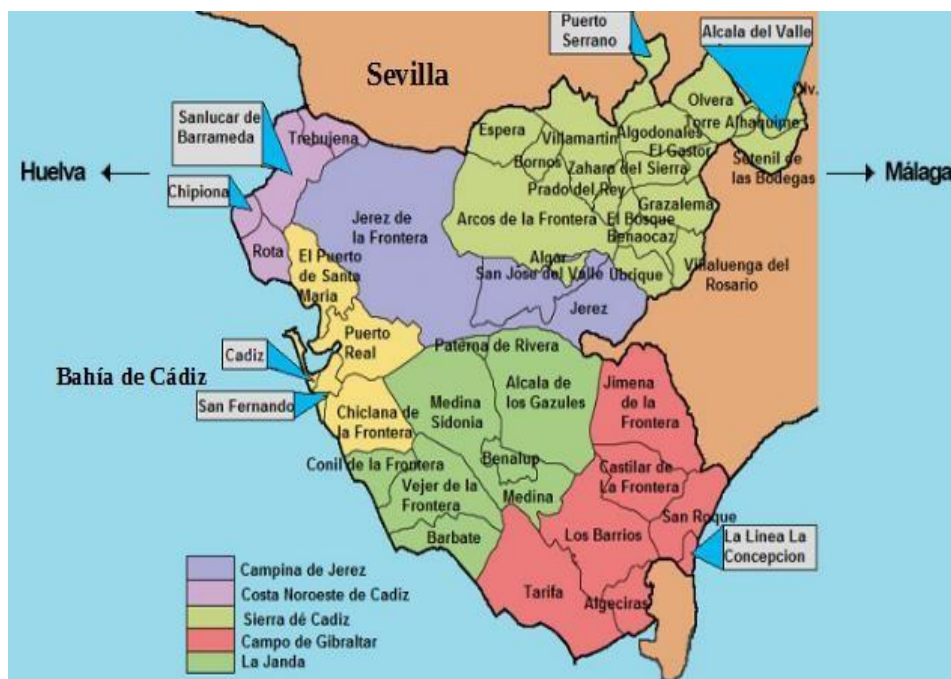 Puerto
Serrano
Alcala del Valle
Sevilla
Olv.
Olvera
Sanlucar de
Barrameda
Trebujena
Espera
Villamartin
Algodonales
Torre Alhaquime
El Gastor
Bornos
Zahara del Sierra
Setenil de
las Bodegas
Huelva
Málaga
Chipiona
Prado del Rey
Grazalema
Jerez de
la Frontera
Arcos de la Frontera
El Bosque
Benaocaz
Rota
El Puerto
de Santa
Maria
Algar
San Jose del Valle
Ubrique
Villaluenga del
Rosario
Jerez
Puerto
Real
Paterna de Rivera
Cadiz
Bahía de Cádiz
Alcala de
los Gazules
Jimena
de la
Frontera
San Fernando
Chiclana de
la Frontera
Medina
Sidonia
Conil de la Frontera
Benalup
Castilar de
La Frontera
Vejer de la
Frontera
Medina
San Roque
Barbate
Los Barrios
La Linea La
Concepcion
Tarifa
Algeciras
Campina de Jerez
Costa Noroeste de Cadiz
Sierra dé Cadiz
Campo de Gibraltar
La Janda